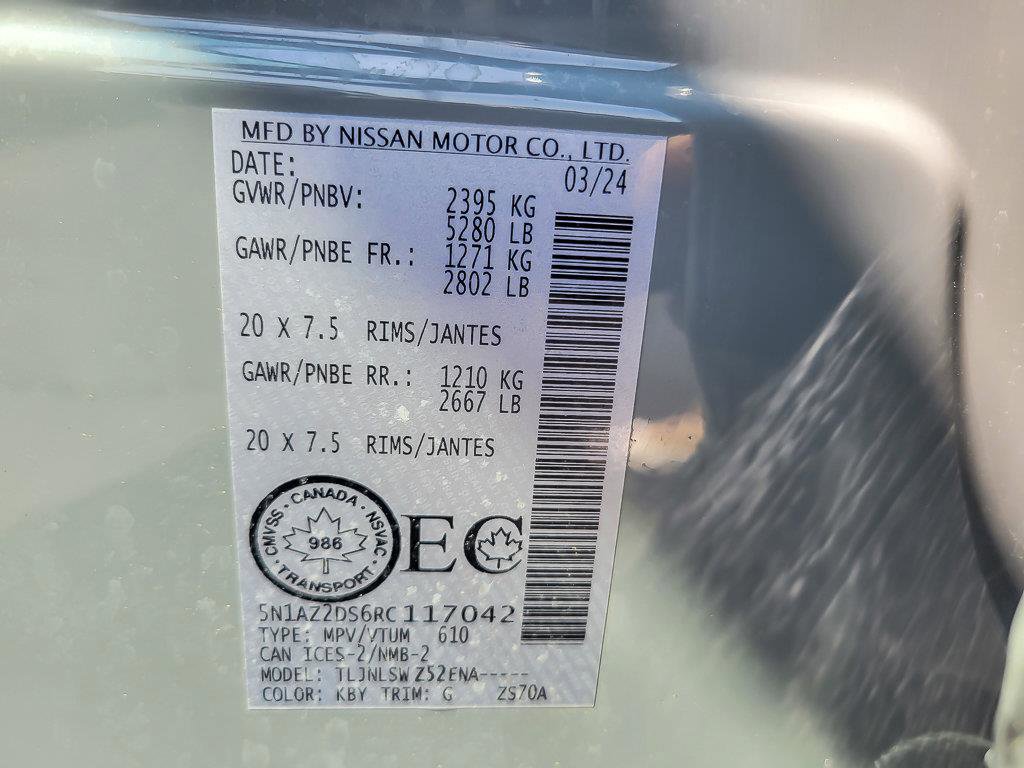 MFD BY NISSAN MOTOR CO., LTD.
DATE: 03/24
GVWR/PNBV: 2395 KG
5280 LB
GAWR/PNBE FR.: 1271 KG
2802 LB
20 X 7.5 RIMS/JANTES
GAWR/PNBE RR.: 1210 KG
2667 LB
20 X 7.5 RIMS/JANTES
CMVSS · CANADA · NSVAC
986
· TRANSPORT ·
EC
5N1AZ2DS6RC117042
TYPE: MPV/VTUM 610
CAN ICES-2/NMB-2
MODEL: TLJNLSW Z52ENA-----
COLOR: KBY TRIM: G ZS70A